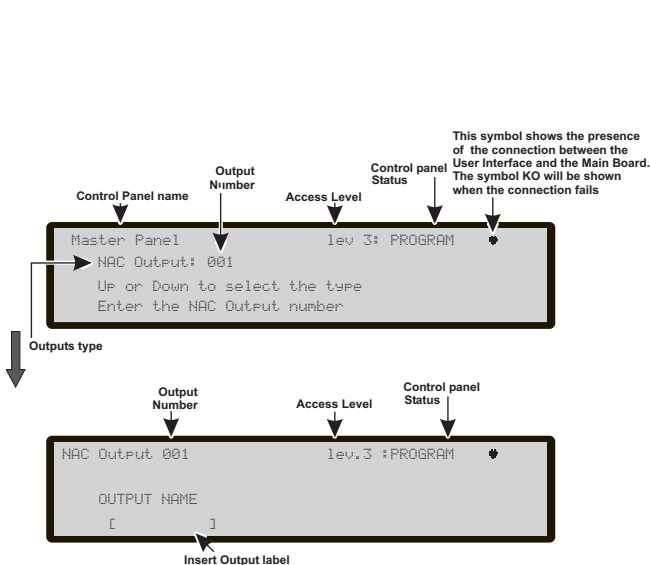 This symbol shows the presence
of the connection between the
User Interface and the Main Board.
The symbol KO will be shown
when the connection fails
Output
Number
Control panel
Status
Control Panel name
Access Level
Master Panel lev 3: PROGRAM ♥
NAC Output: 001
Up or Down to select the type
Enter the NAC Output number
Outputs type
Output
Number
Access Level
Control panel
Status
NAC Output 001 lev.3 :PROGRAM ♥
OUTPUT NAME
[ ]
Insert Output label